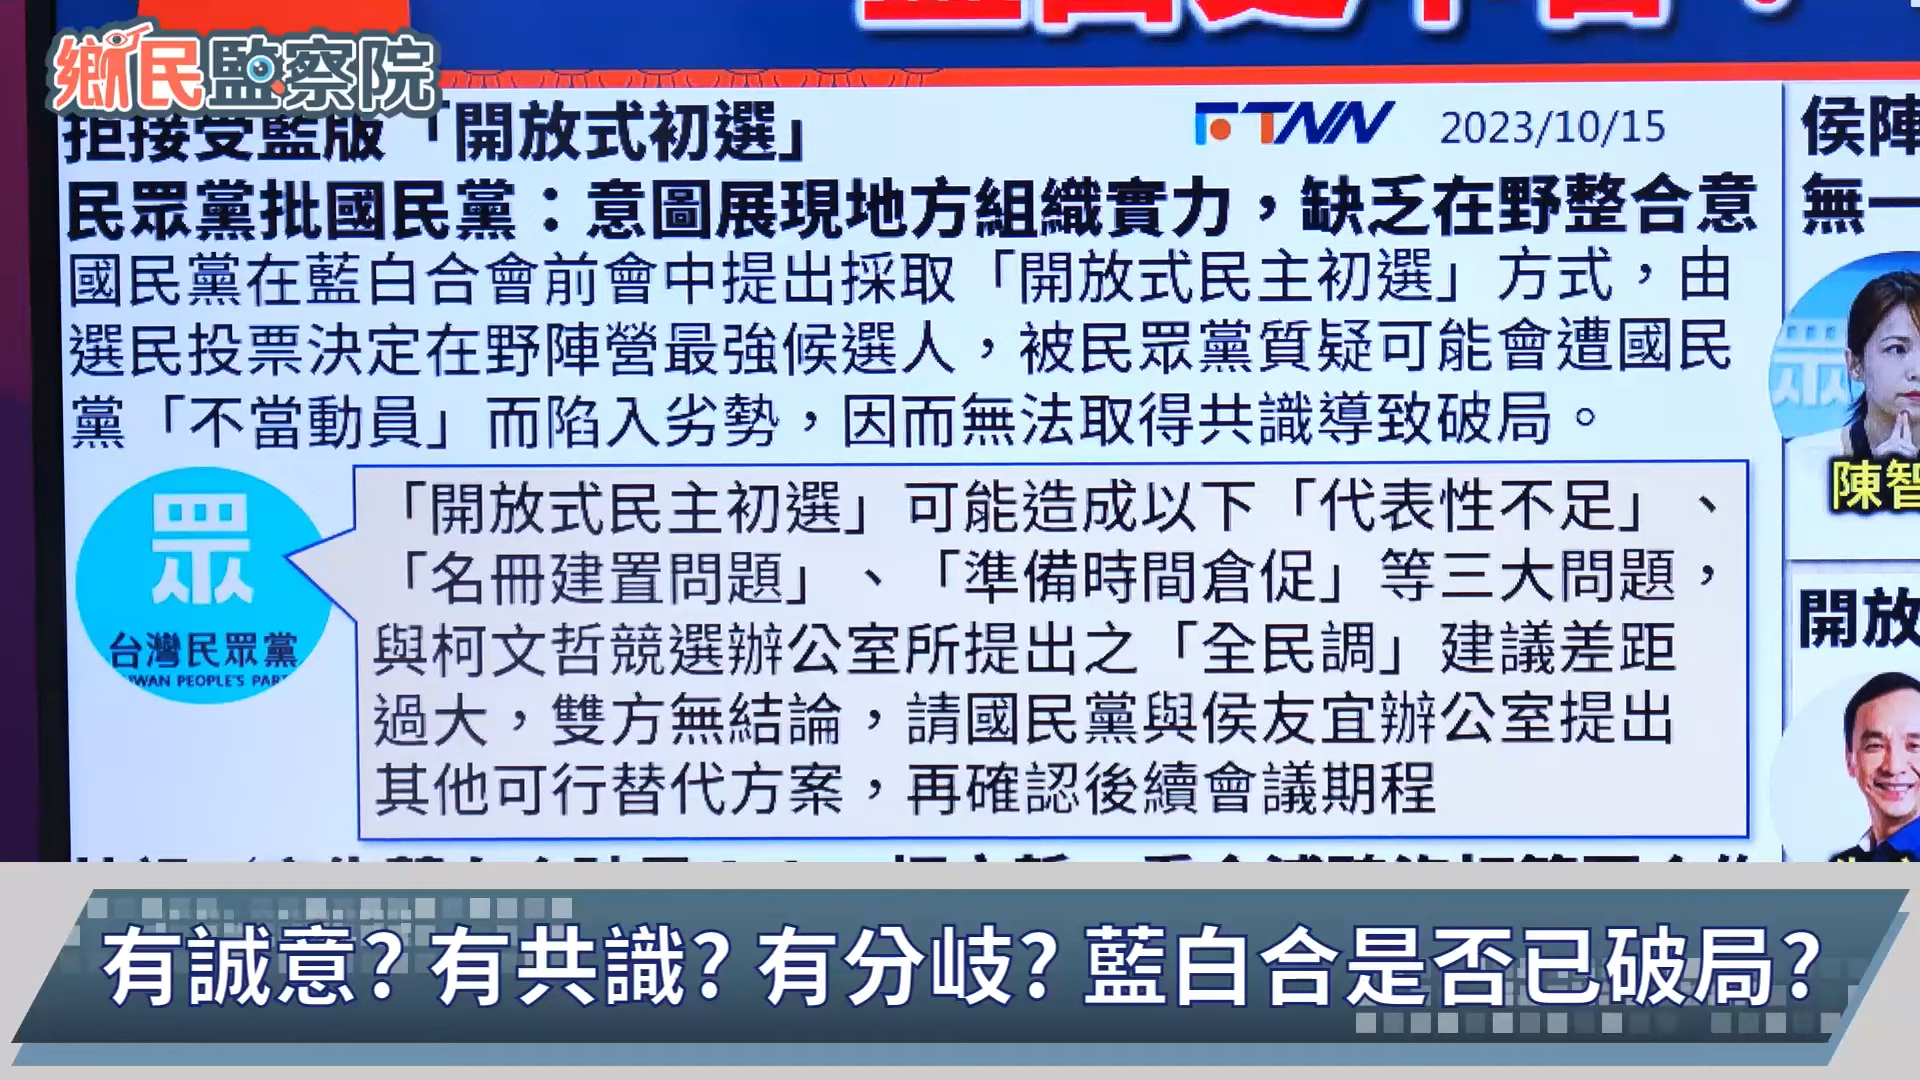 鄉民監察院
拒接受藍版「開放式初選」
FTNN 2023/10/15
民眾黨批國民黨：意圖展現地方組織實力，缺乏在野整合意
國民黨在藍白合會前會中提出採取「開放式民主初選」方式，由
選民投票決定在野陣營最強候選人，被民眾黨質疑可能會遭國民
黨「不當動員」而陷入劣勢，因而無法取得共識導致破局。
眾
台灣民眾黨
WAN PEOPLE'S PAR
「開放式民主初選」可能造成以下「代表性不足」、
「名冊建置問題」、「準備時間倉促」等三大問題，
與柯文哲競選辦公室所提出之「全民調」建議差距
過大，雙方無結論，請國民黨與侯友宜辦公室提出
其他可行替代方案，再確認後續會議期程
侯陣
無一
陳智
開放
有誠意?有共識?有分岐?藍白合是否已破局?